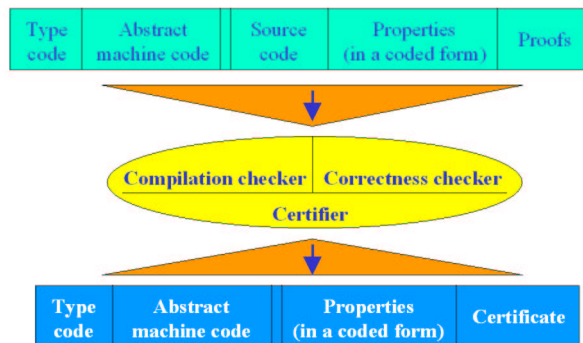 Type code
Abstract machine code
Source code
Properties (in a coded form)
Proofs
Compilation checker
Correctness checker
Certifier
Type code
Abstract machine code
Properties (in a coded form)
Certificate